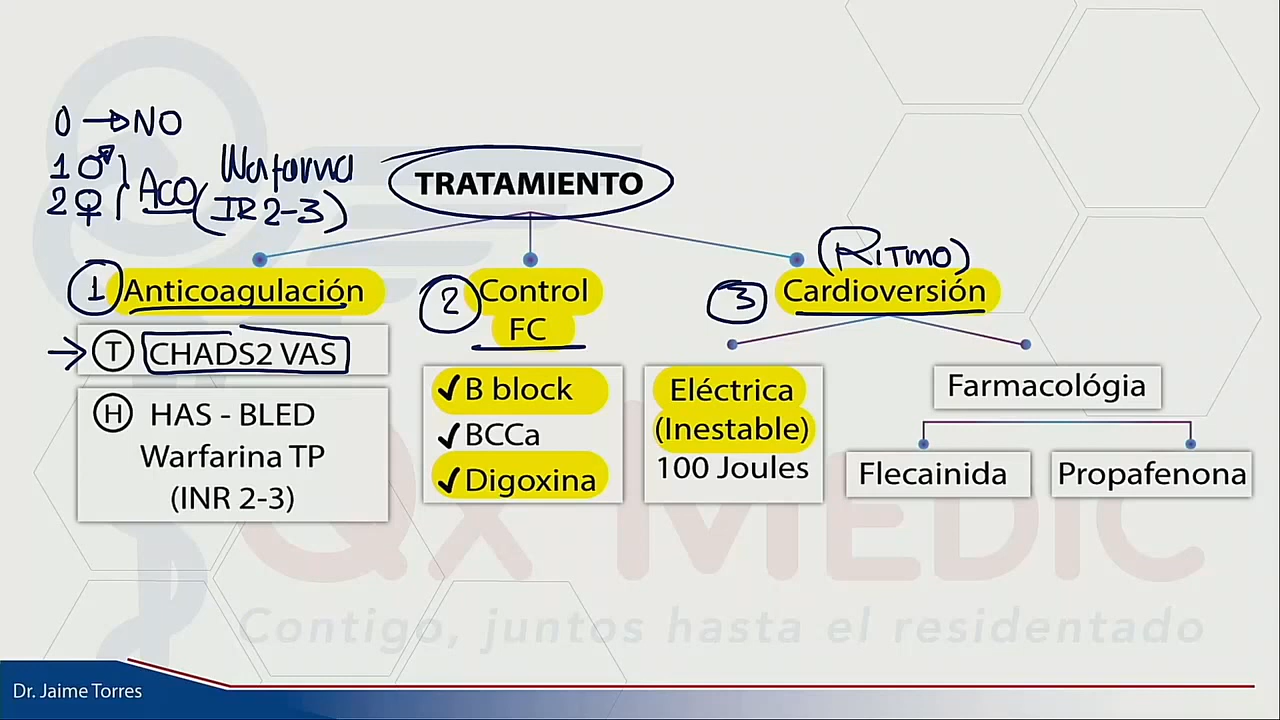 0 → NO
1 ♂
2 ♀
ACO
Warfarina
(IR 2-3)
TRATAMIENTO
1 Anticoagulación
→ T CHADS2 VAS
H HAS - BLED
Warfarina TP
(INR 2-3)
2 Control
FC
✓ B block
✓ BCCa
✓ Digoxina
(RITMO)
3 Cardioversión
Eléctrica
(Inestable)
100 Joules
Farmacológia
Flecainida
Propafenona
Qx MEDIC
Contigo, juntos hasta el residentado
Dr. Jaime Torres